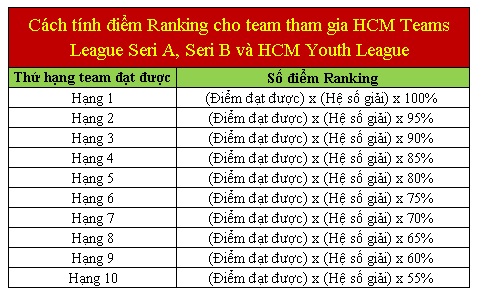 Cách tính điểm Ranking cho team tham gia HCM Teams
League Seri A, Seri B và HCM Youth League
Thứ hạng team đạt được Số điểm Ranking
Hạng 1 (Điểm đạt được) x (Hệ số giải) x 100%
Hạng 2 (Điểm đạt được) x (Hệ số giải) x 95%
Hạng 3 (Điểm đạt được) x (Hệ số giải) x 90%
Hạng 4 (Điểm đạt được) x (Hệ số giải) x 85%
Hạng 5 (Điểm đạt được) x (Hệ số giải) x 80%
Hạng 6 (Điểm đạt được) x (Hệ số giải) x 75%
Hạng 7 (Điểm đạt được) x (Hệ số giải) x 70%
Hạng 8 (Điểm đạt được) x (Hệ số giải) x 65%
Hạng 9 (Điểm đạt được) x (Hệ số giải) x 60%
Hạng 10 (Điểm đạt được) x (Hệ số giải) x 55%